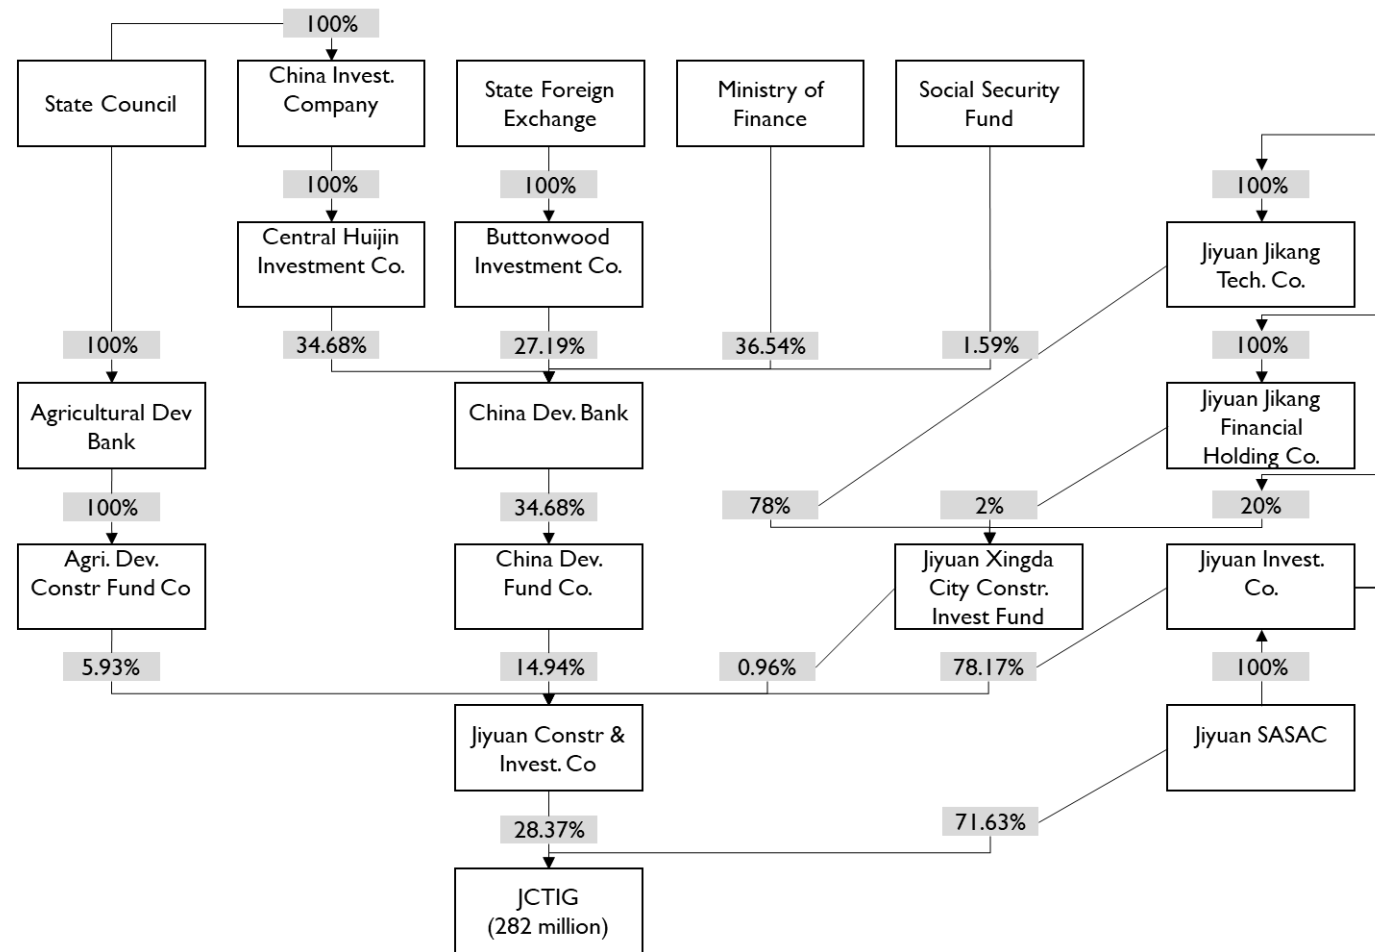 100%
State Council
China Invest.
Company
State Foreign
Exchange
Ministry of
Finance
Social Security
Fund
100%
100%
100%
Central Huijin
Investment Co.
Buttonwood
Investment Co.
Jiyuan Jikang
Tech. Co.
100%
34.68%
27.19%
36.54%
1.59%
100%
Agricultural Dev
Bank
China Dev. Bank
Jiyuan Jikang
Financial
Holding Co.
100%
34.68%
78%
2%
20%
Agri. Dev.
Constr Fund Co
China Dev.
Fund Co.
Jiyuan Xingda
City Constr.
Invest Fund
Jiyuan Invest.
Co.
5.93%
14.94%
0.96%
78.17%
100%
Jiyuan Constr &
Invest. Co
Jiyuan SASAC
28.37%
71.63%
JCTIG
(282 million)